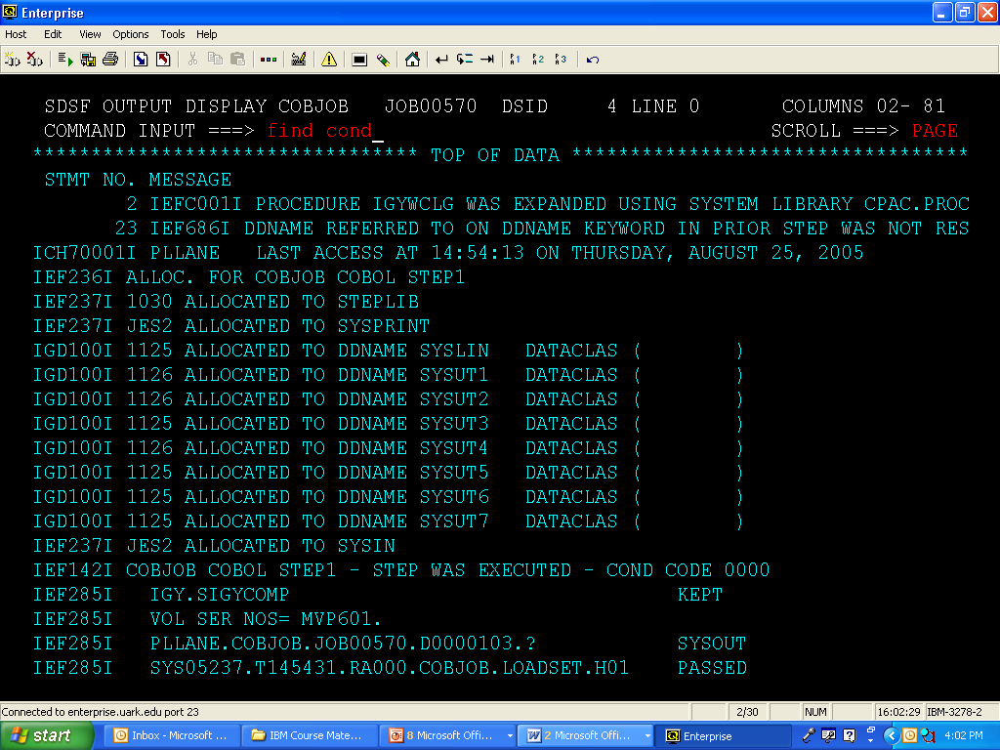 Enterprise
Host Edit View Options Tools Help
SDSF OUTPUT DISPLAY COBJOB JOB00570 DSID 4 LINE 0 COLUMNS 02- 81
COMMAND INPUT ===> find cond_ SCROLL ===> PAGE
********************************* TOP OF DATA **********************************
STMT NO. MESSAGE
2 IEFC001I PROCEDURE IGYWCLG WAS EXPANDED USING SYSTEM LIBRARY CPAC.PROC
23 IEF686I DDNAME REFERRED TO ON DDNAME KEYWORD IN PRIOR STEP WAS NOT RES
ICH70001I PLLANE LAST ACCESS AT 14:54:13 ON THURSDAY, AUGUST 25, 2005
IEF236I ALLOC. FOR COBJOB COBOL STEP1
IEF237I 1030 ALLOCATED TO STEPLIB
IEF237I JES2 ALLOCATED TO SYSPRINT
IGD100I 1125 ALLOCATED TO DDNAME SYSLIN DATACLAS ( )
IGD100I 1126 ALLOCATED TO DDNAME SYSUT1 DATACLAS ( )
IGD100I 1126 ALLOCATED TO DDNAME SYSUT2 DATACLAS ( )
IGD100I 1125 ALLOCATED TO DDNAME SYSUT3 DATACLAS ( )
IGD100I 1126 ALLOCATED TO DDNAME SYSUT4 DATACLAS ( )
IGD100I 1125 ALLOCATED TO DDNAME SYSUT5 DATACLAS ( )
IGD100I 1125 ALLOCATED TO DDNAME SYSUT6 DATACLAS ( )
IGD100I 1125 ALLOCATED TO DDNAME SYSUT7 DATACLAS ( )
IEF237I JES2 ALLOCATED TO SYSIN
IEF142I COBJOB COBOL STEP1 - STEP WAS EXECUTED - COND CODE 0000
IEF285I IGY.SIGYCOMP KEPT
IEF285I VOL SER NOS= MVP601.
IEF285I PLLANE.COBJOB.JOB00570.D0000103.? SYSOUT
IEF285I SYS05237.T145431.RA000.COBJOB.LOADSET.H01 PASSED
Connected to enterprise.uark.edu port 23 2/30 NUM 16:02:29 IBM-3278-2
start Inbox - Microsoft ... IBM Course Mate... 8 Microsoft Offi... 2 Microsoft Offi... Enterprise 4:02 PM